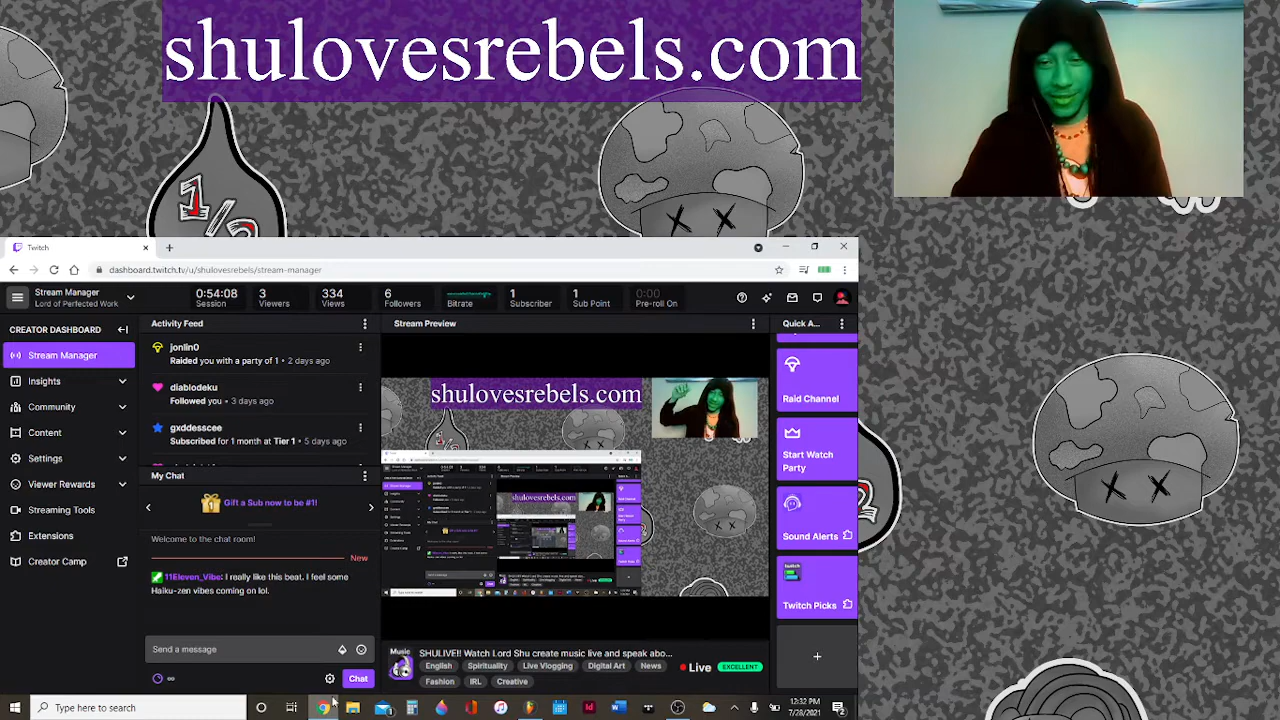 shulovesrebels.com
Twitch
dashboard.twitch.tv/u/shulovesrebels/stream-manager
Stream Manager
Lord of Perfected Work
0:54:08
Session
3
Viewers
334
Views
6
Followers
Bitrate
1
Subscriber
1
Sub Point
0:00
Pre-roll On
CREATOR DASHBOARD
Stream Manager
Insights
Community
Content
Settings
Viewer Rewards
Streaming Tools
Extensions
Creator Camp
Activity Feed
jonlin0
Raided you with a party of 1 • 2 days ago
diablodeku
Followed you • 3 days ago
gxddesscee
Subscribed for 1 month at Tier 1 • 5 days ago
My Chat
Gift a Sub now to be #1!
Welcome to the chat room!
New
11Eleven_Vibe: I really like this beat. I feel some
Haiku-zen vibes coming on lol.
Send a message
Chat
Stream Preview
shulovesrebels.com
SHULIVE!! Watch Lord Shu create music live and speak abo...
Music
English
Spirituality
Live Vlogging
Digital Art
News
Fashion
IRL
Creative
Live
EXCELLENT
Quick A...
Raid Channel
Start Watch
Party
Sound Alerts
twitch
Twitch Picks
Type here to search
12:32 PM
7/28/2021